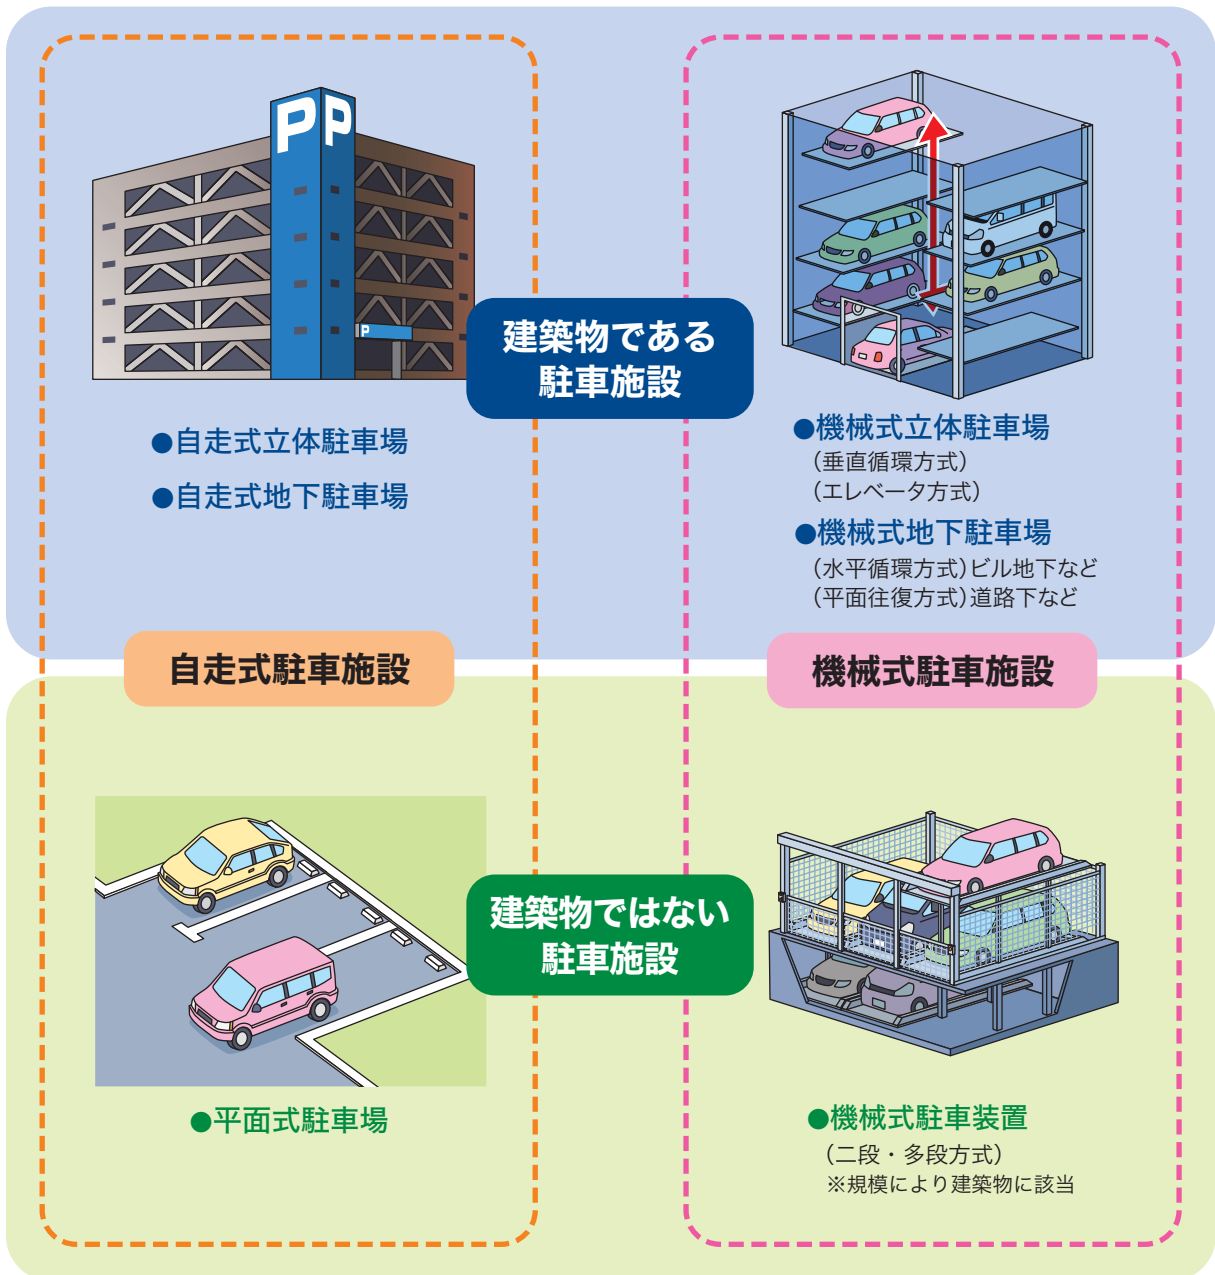 P P
P
建築物である
駐車施設
●自走式立体駐車場
●自走式地下駐車場
●機械式立体駐車場
（垂直循環方式）
（エレベータ方式）
●機械式地下駐車場
（水平循環方式）ビル地下など
（平面往復方式）道路下など
自走式駐車施設
機械式駐車施設
建築物ではない
駐車施設
●平面式駐車場
●機械式駐車装置
（二段・多段方式）
※規模により建築物に該当